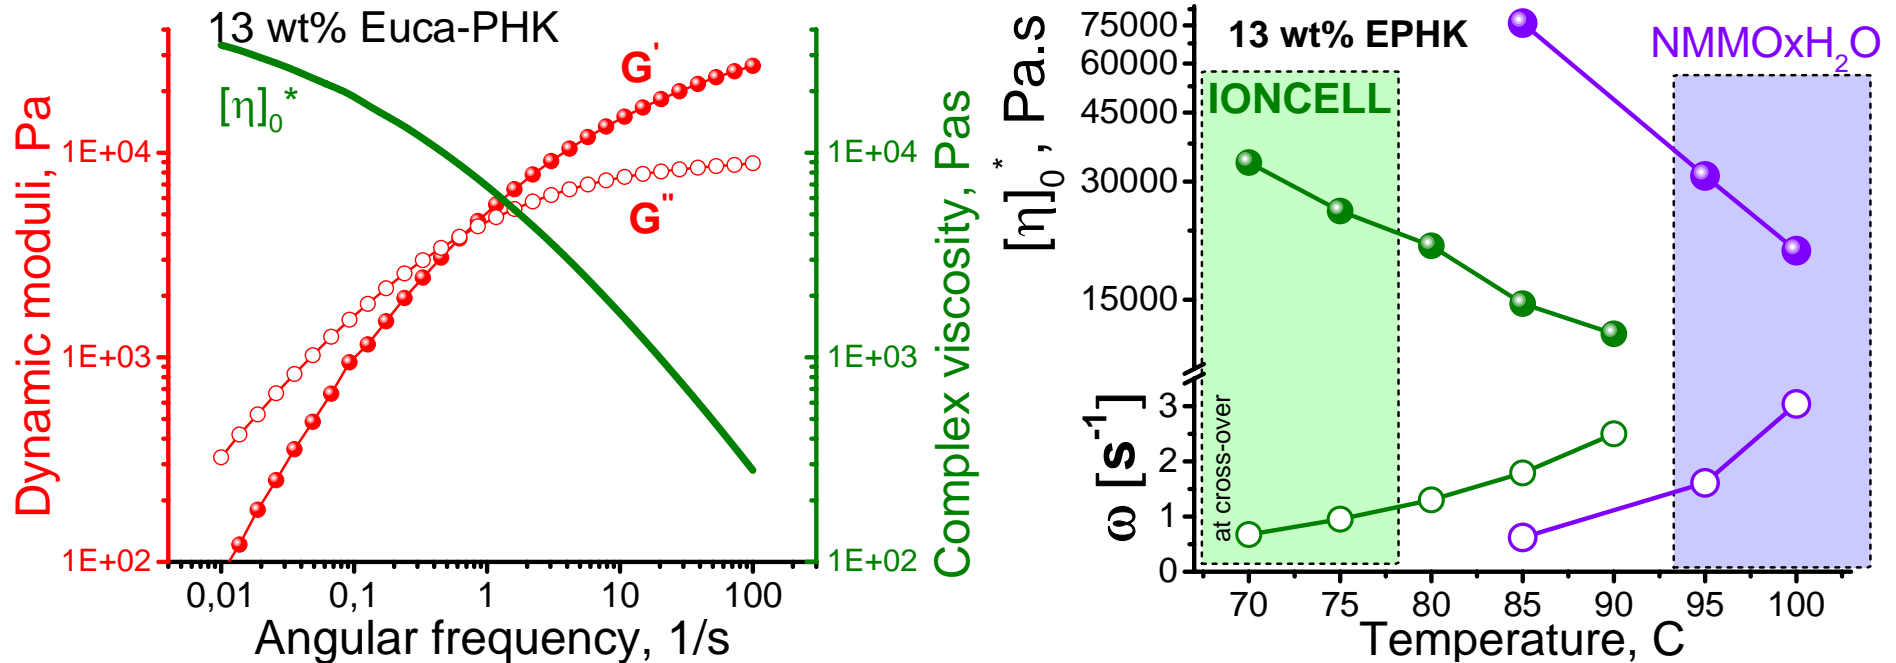 13 wt% Euca-PHK
G'
[η]0*
G"
Dynamic moduli, Pa
1E+04
1E+03
1E+02
Complex viscosity, Pas
1E+04
1E+03
1E+02
0,01 0,1 1 10 100
Angular frequency, 1/s
13 wt% EPHK
NMMOxH2O
IONCELL
[η]0*, Pa.s
75000
60000
45000
30000
15000
ω [s-1]
3
2
1
0
at cross-over
70 75 80 85 90 95 100
Temperature, C